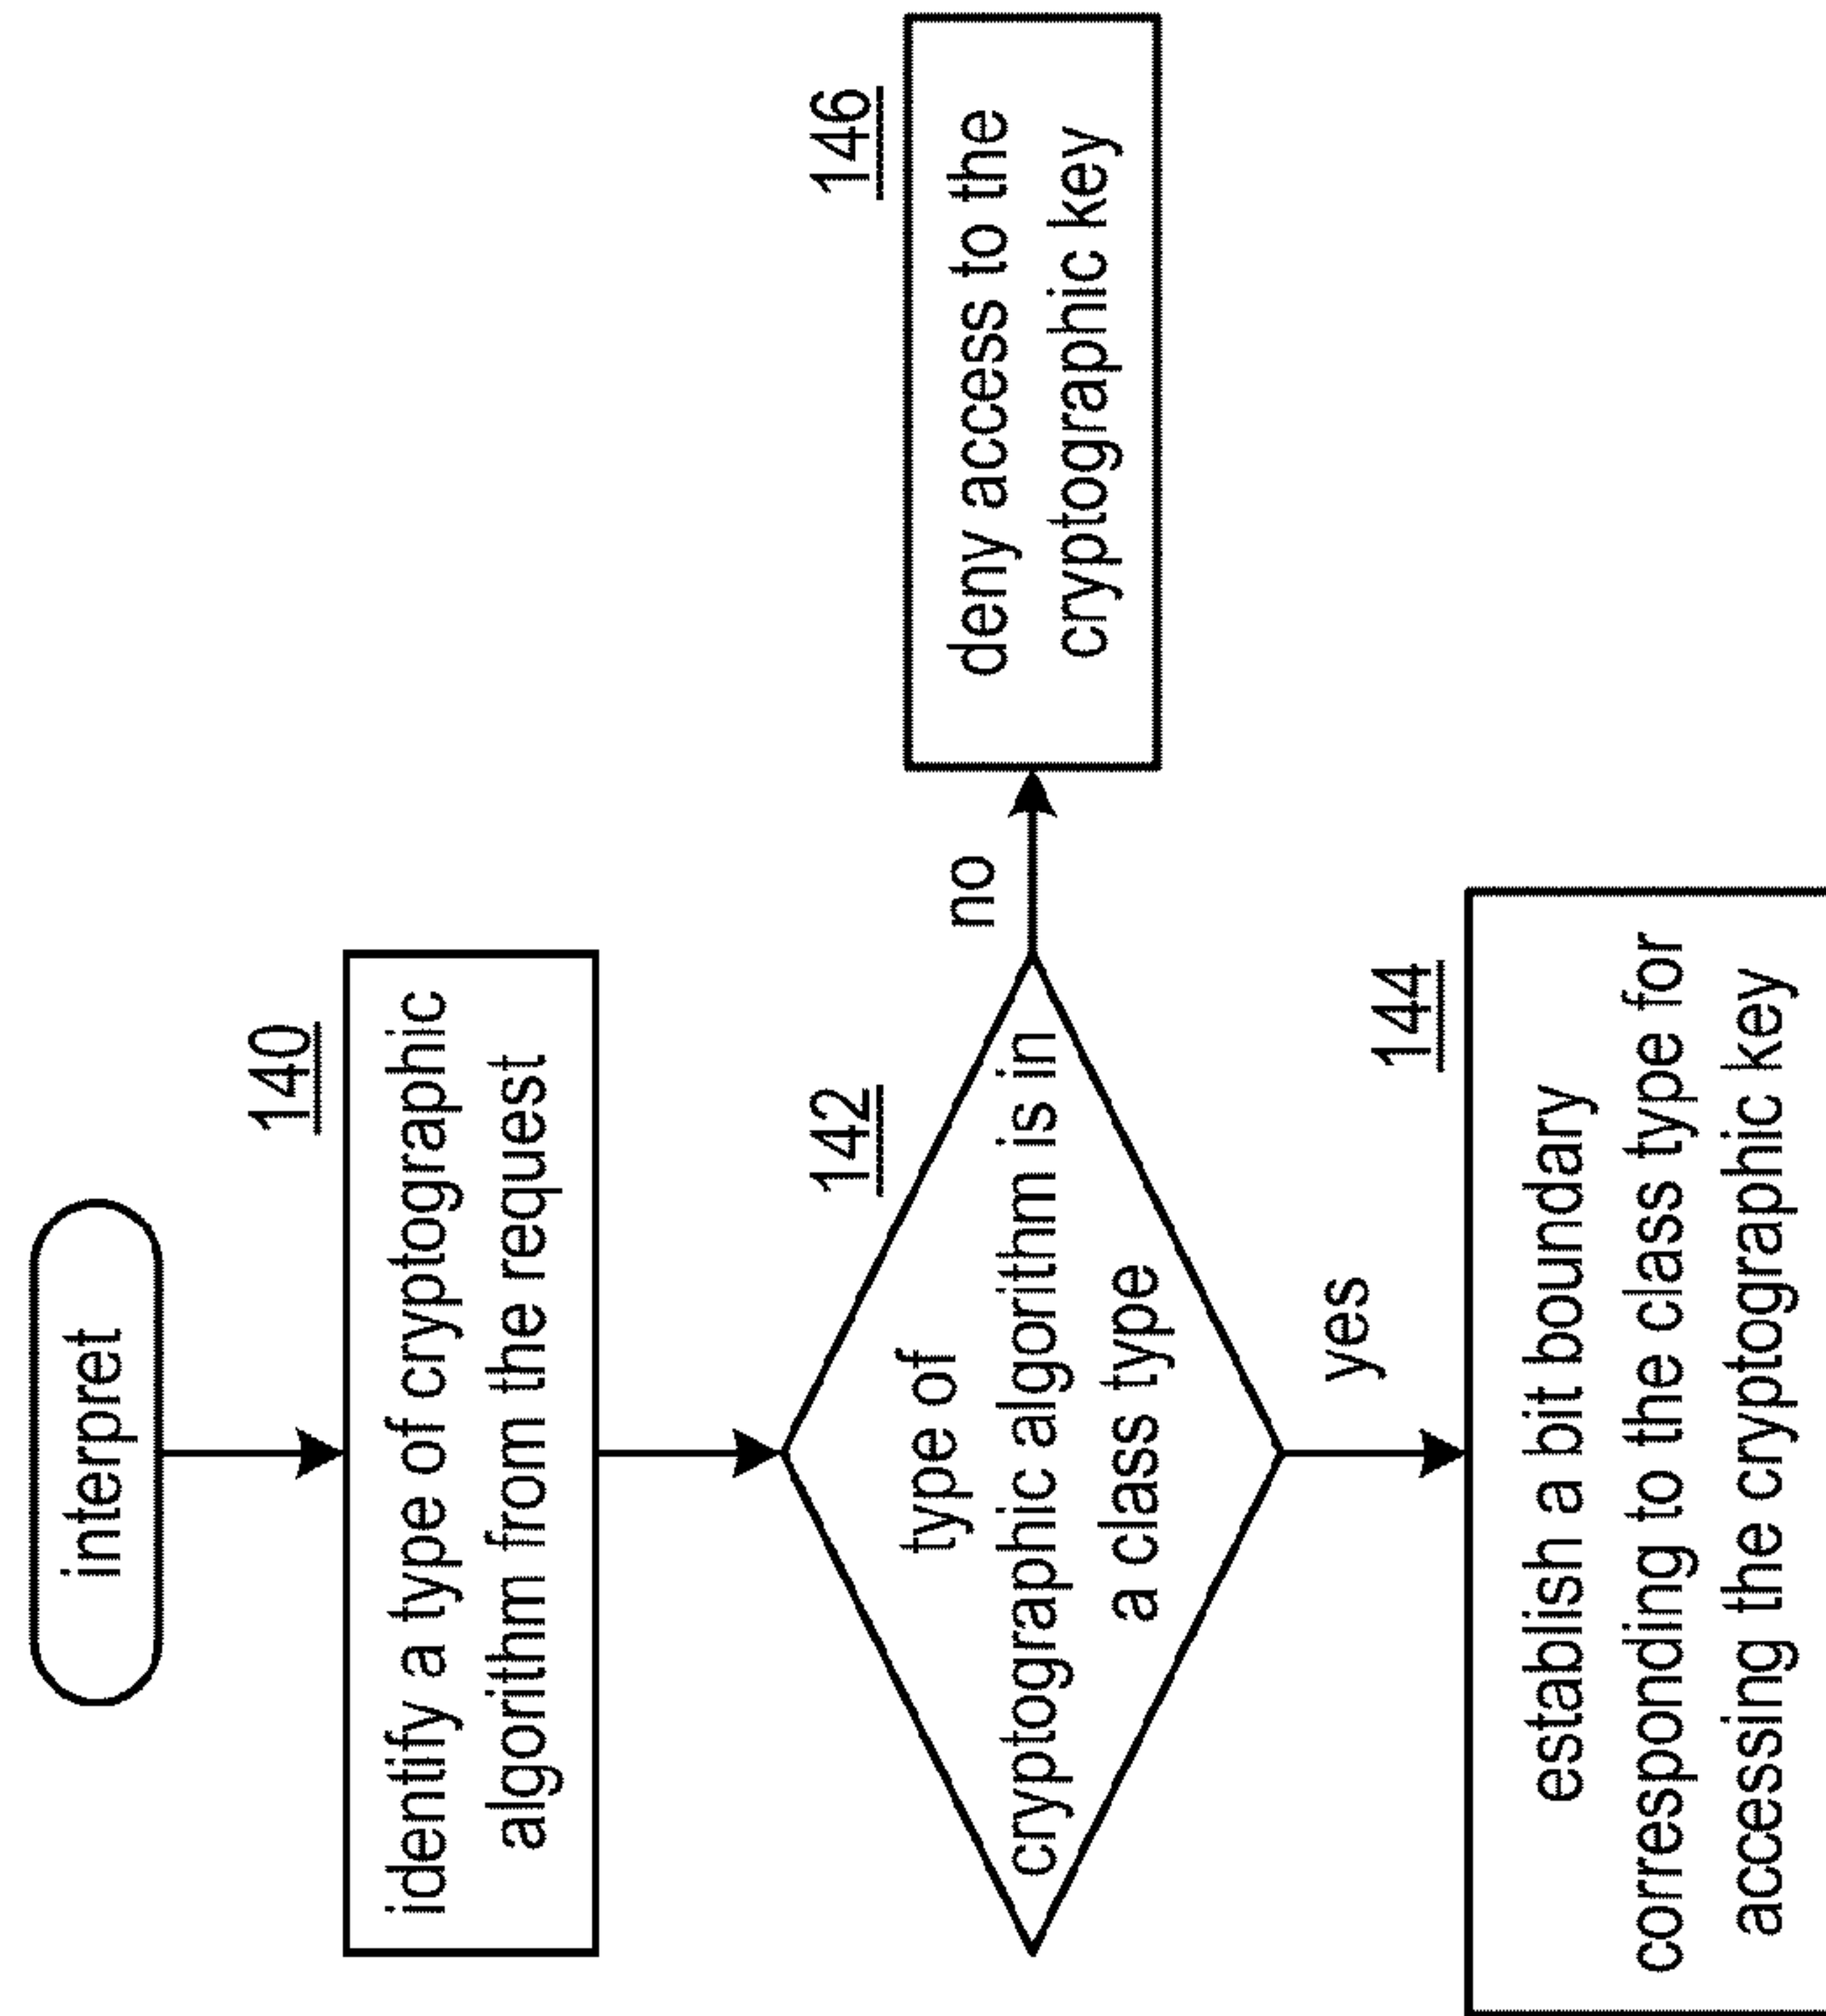 interpret
140
identify a type of cryptographic
algorithm from the request
142
type of
cryptographic algorithm is in
a class type
no
146
deny access to the
cryptographic key
yes
144
establish a bit boundary
corresponding to the class type for
accessing the cryptographic key